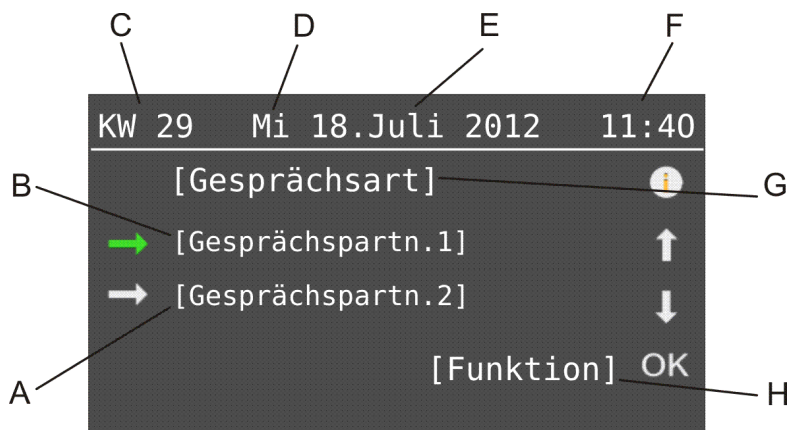 C D E F
KW 29 Mi 18.Juli 2012 11:40
B [Gesprächsart] i G
[Gesprächspartn.1]
[Gesprächspartn.2]
[Funktion] OK
A H